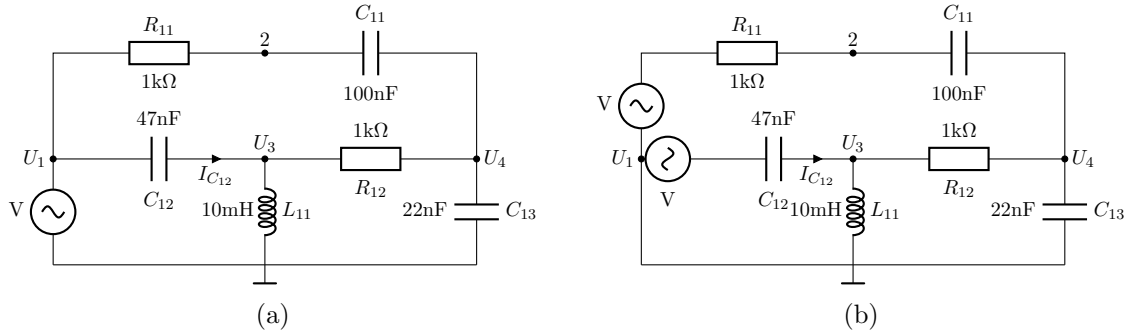 R11
C11
2
1kΩ
100nF
47nF
1kΩ
U1
U3
U4
IC12
C12
R12
V
10mH
L11
22nF
C13
(a)
R11
C11
2
1kΩ
100nF
V
47nF
1kΩ
U1
U3
U4
IC12
V
C12
R12
10mH
L11
22nF
C13
(b)